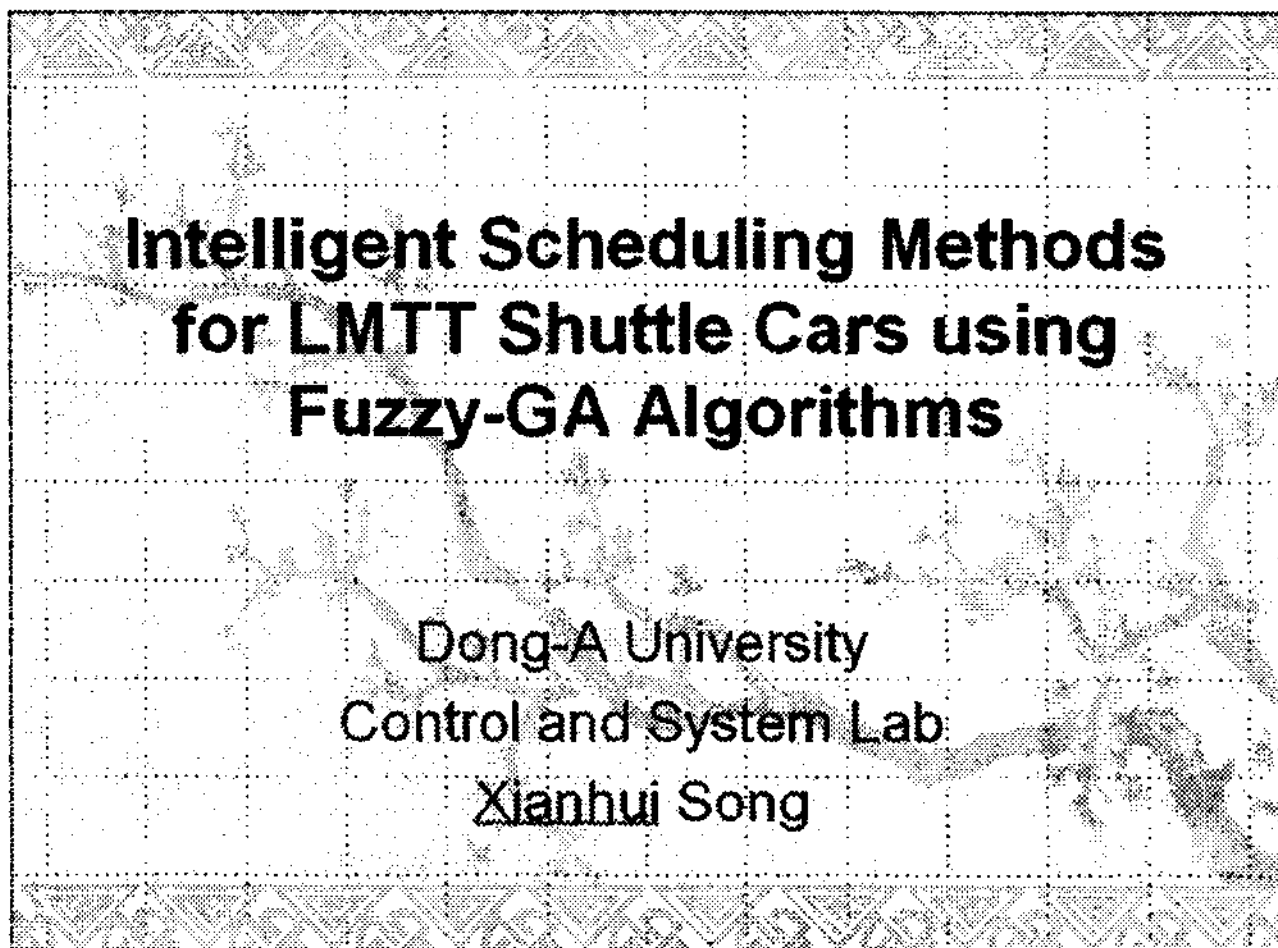 Intelligent Scheduling Methods
for LMTT Shuttle Cars using
Fuzzy-GA Algorithms
Dong-A University
Control and System Lab
Xianhui Song